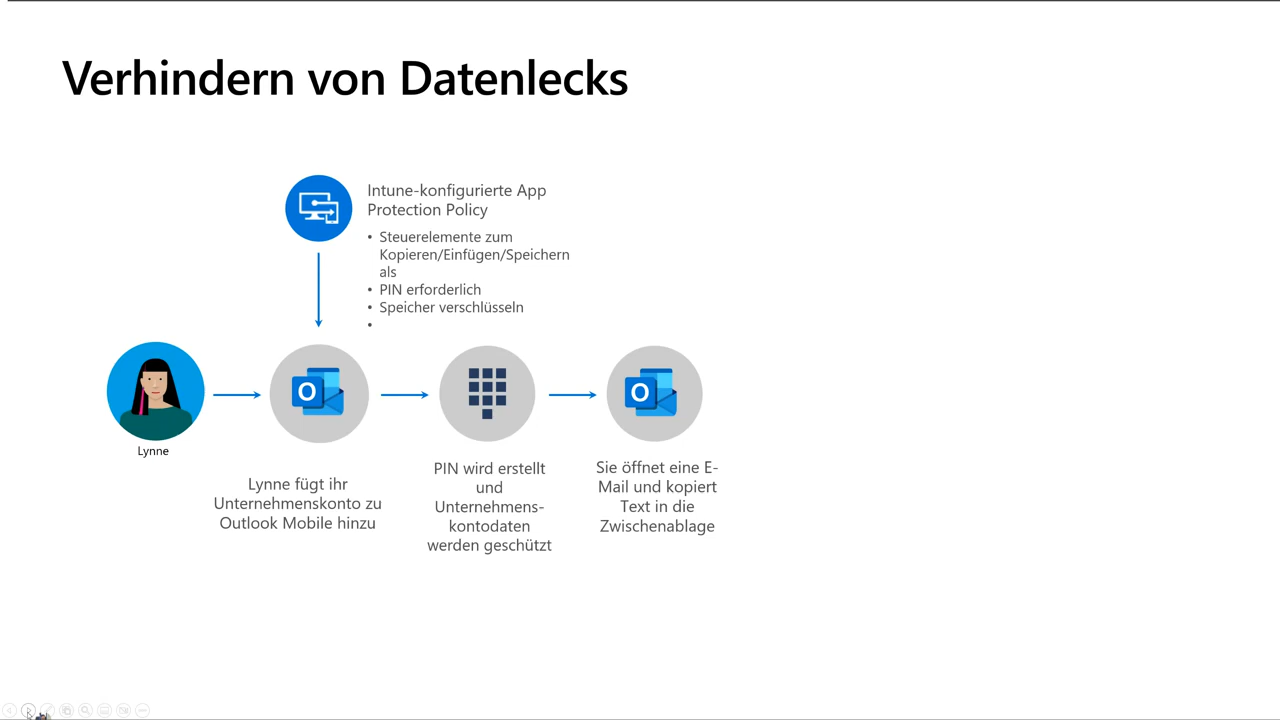 Verhindern von Datenlecks
Intune-konfigurierte App
Protection Policy
• Steuerelemente zum
Kopieren/Einfügen/Speichern
als
• PIN erforderlich
• Speicher verschlüsseln
•
Lynne
O
O
Lynne fügt ihr
Unternehmenskonto zu
Outlook Mobile hinzu
PIN wird erstellt
und
Unternehmens-
kontodaten
werden geschützt
Sie öffnet eine E-
Mail und kopiert
Text in die
Zwischenablage